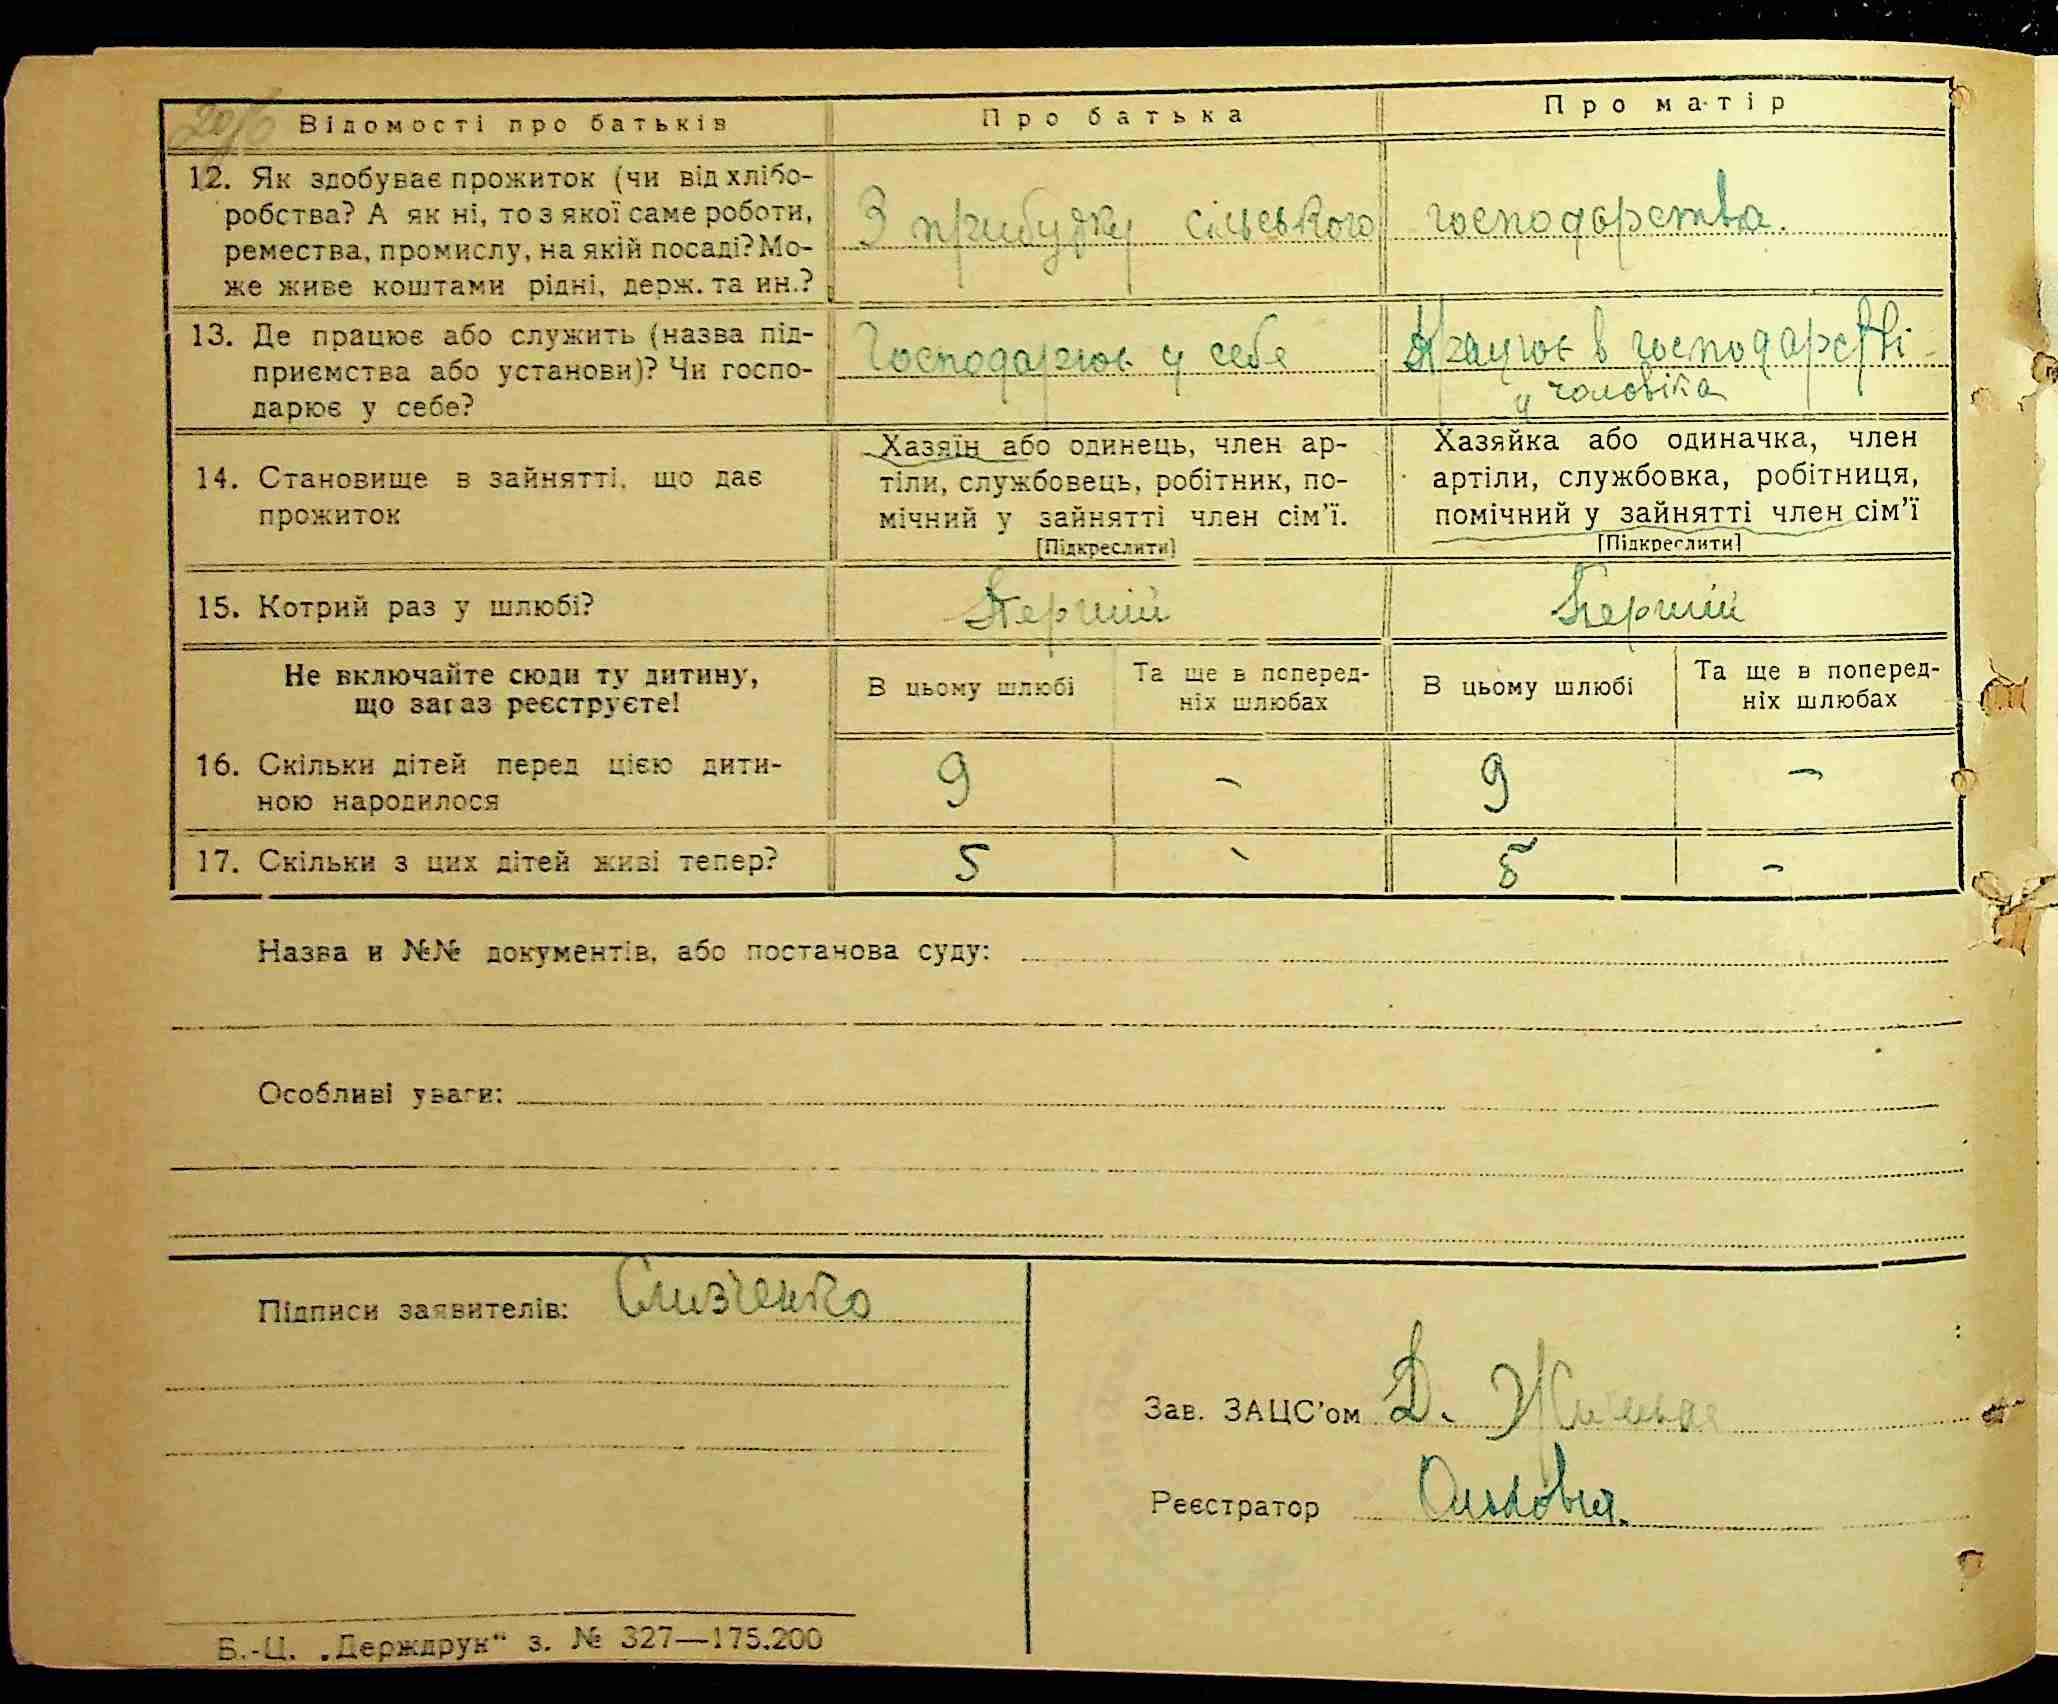 Відомості про батьків
Про батька
Про матір
12. Як здобуває прожиток (чи від хлібо-
робства? А як ні, то з якої саме роботи,
ремества, промислу, на якій посаді? Мо-
же живе коштами рідні, держ. та ин.?
З прибудку сільського господарства.
13. Де працює або служить (назва під-
приємства або установи)? Чи госпо-
дарює у себе?
Господарює у себе
Працює в господарстві
у чоловіка
14. Становище в зайнятті, що дає
прожиток
Хазяїн або одинець, член ар-
тіли, службовець, робітник, по-
мічний у зайнятті член сім’ї.
[Підкреслити]
Хазяйка або одиначка, член
артіли, службовка, робітниця,
помічний у зайнятті член сім’ї
[Підкреслити]
15. Котрий раз у шлюбі?
Перший
Перший
Не включайте сюди ту дитину,
що зараз реєструєте!
В цьому шлюбі
Та ще в поперед-
ніх шлюбах
В цьому шлюбі
Та ще в поперед-
ніх шлюбах
16. Скільки дітей перед цією дити-
ною народилося
9 - 9 -
17. Скільки з цих дітей живі тепер?
5 - 5 -
Назва и №№ документів, або постанова суду:
Особливі уваги:
Підписи заявителів: Слизченко
Зав. ЗАЦС’ом Д.
Реєстратор
Б.-Ц. „Держдрук“ з. № 327—175.200